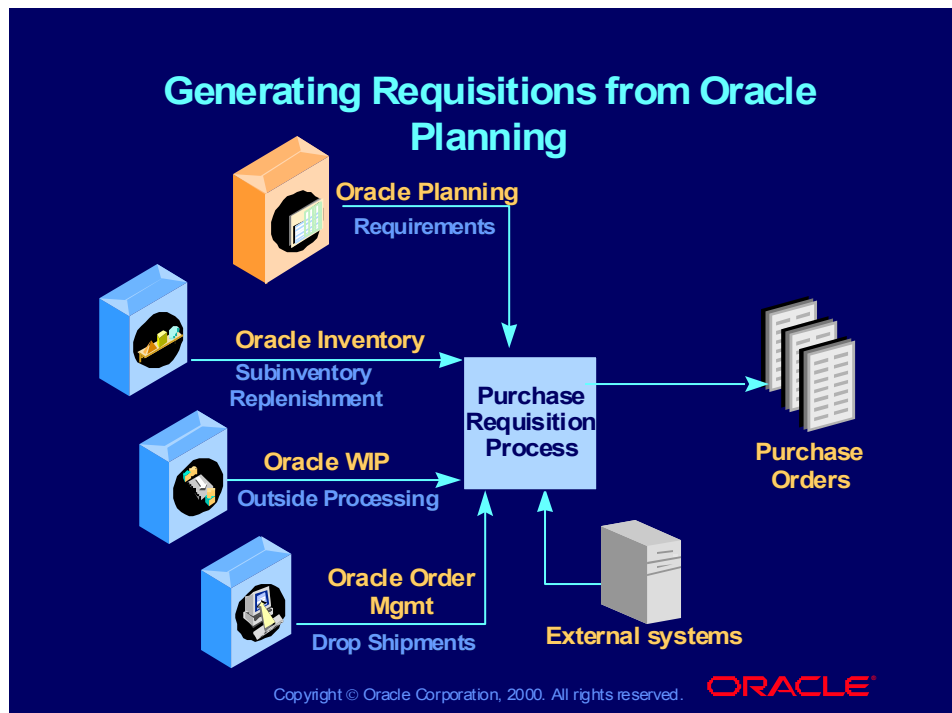 Generating Requisitions from Oracle
Planning
Oracle Planning
Requirements
Oracle Inventory
Subinventory
Replenishment
Oracle WIP
Outside Processing
Oracle Order
Mgmt
Drop Shipments
Purchase
Requisition
Process
Purchase
Orders
External systems
Copyright © Oracle Corporation, 2000. All rights reserved.
ORACLE®